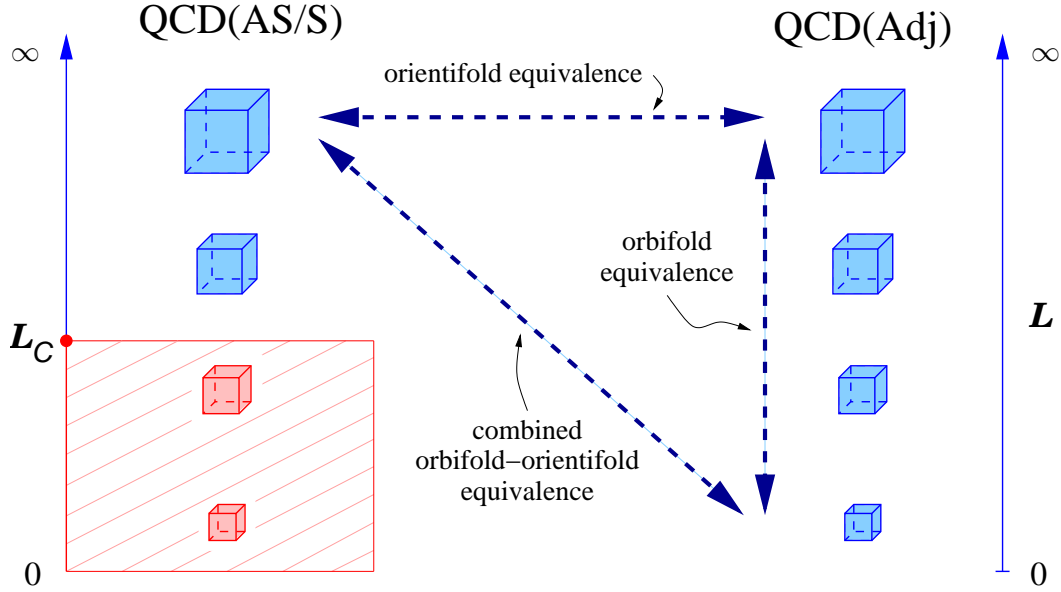 QCD(AS/S)
QCD(Adj)
∞
∞
orientifold equivalence
orbifold
equivalence
L_C
L
combined
orbifold−orientifold
equivalence
0
0